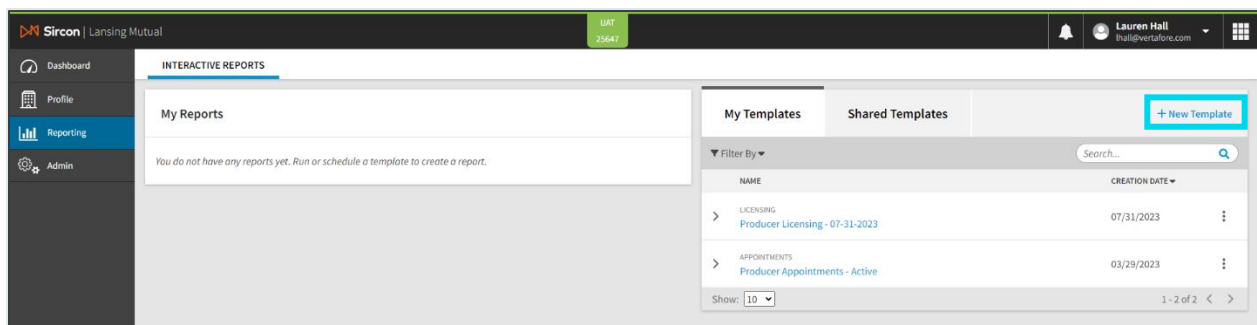 Sircon | Lansing Mutual
UAT
25647
Lauren Hall
lhall@vertafore.com
Dashboard
Profile
Reporting
Admin
INTERACTIVE REPORTS
My Reports
You do not have any reports yet. Run or schedule a template to create a report.
My Templates
Shared Templates
+ New Template
Filter By
Search...
NAME
CREATION DATE
LICENSING
Producer Licensing - 07-31-2023
07/31/2023
APPOINTMENTS
Producer Appointments - Active
03/29/2023
Show: 10
1 - 2 of 2